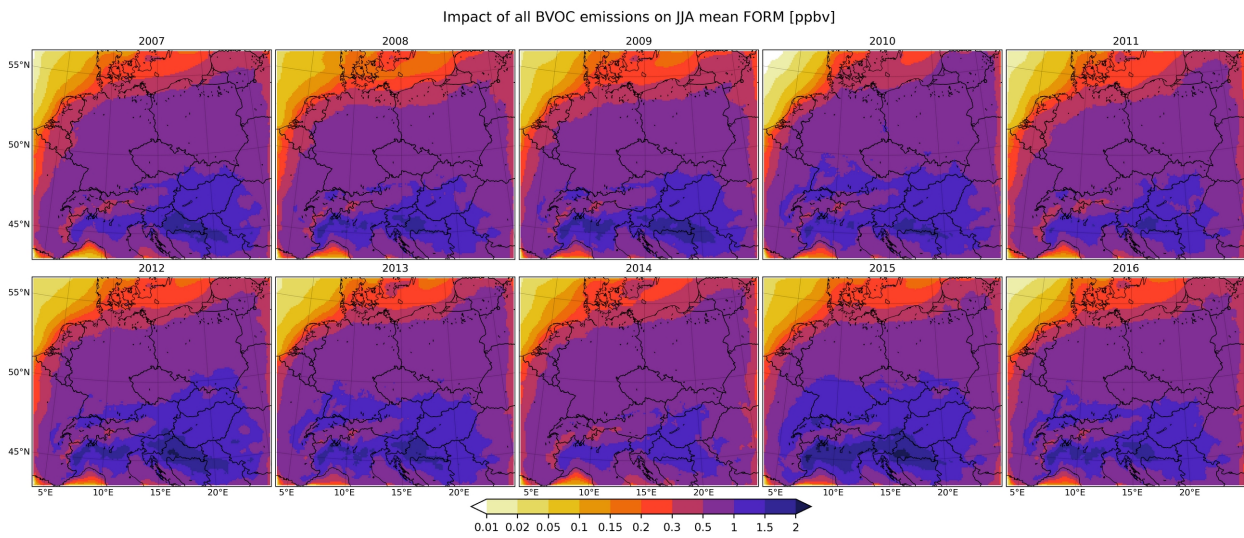 Impact of all BVOC emissions on JJA mean FORM [ppbv]
2007 2008 2009 2010 2011
55°N
50°N
45°N
2012 2013 2014 2015 2016
55°N
50°N
45°N
5°E 10°E 15°E 20°E 5°E 10°E 15°E 20°E 5°E 10°E 15°E 20°E 5°E 10°E 15°E 20°E 5°E 10°E 15°E 20°E
0.01 0.02 0.05 0.1 0.15 0.2 0.3 0.5 1 1.5 2